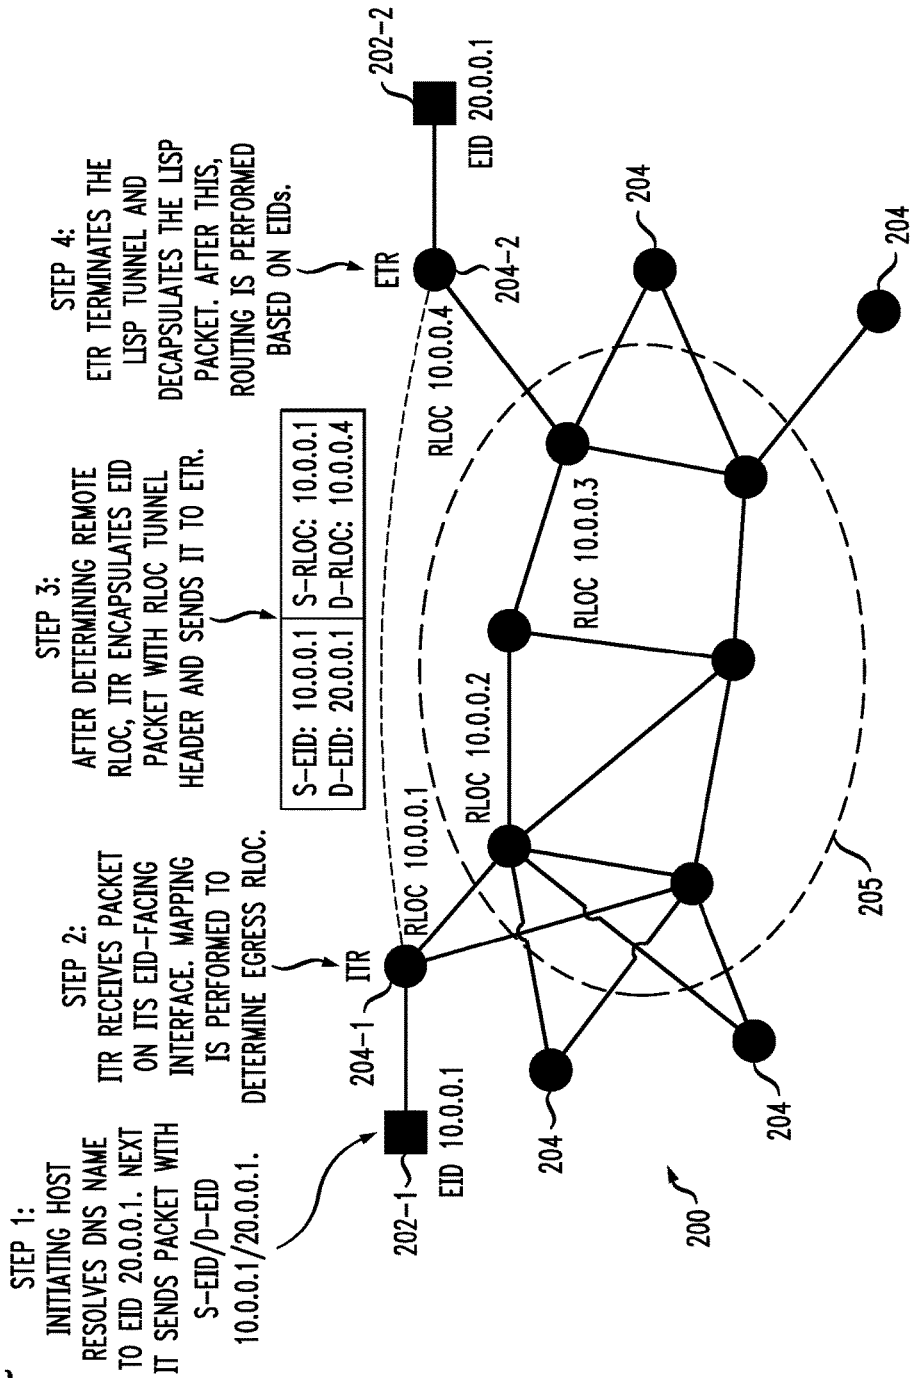 STEP 1:
INITIATING HOST
RESOLVES DNS NAME
TO EID 20.0.0.1. NEXT
IT SENDS PACKET WITH
S-EID/D-EID
10.0.0.1/20.0.0.1.
STEP 2:
ITR RECEIVES PACKET
ON ITS EID-FACING
INTERFACE. MAPPING
IS PERFORMED TO
DETERMINE EGRESS RLOC.
STEP 3:
AFTER DETERMINING REMOTE
RLOC, ITR ENCAPSULATES EID
PACKET WITH RLOC TUNNEL
HEADER AND SENDS IT TO ETR.
STEP 4:
ETR TERMINATES THE
LISP TUNNEL AND
DECAPSULATES THE LISP
PACKET. AFTER THIS,
ROUTING IS PERFORMED
BASED ON EIDs.
S-EID: 10.0.0.1
D-EID: 20.0.0.1
S-RLOC: 10.0.0.1
D-RLOC: 10.0.0.4
202-1
EID 10.0.0.1
204-1
ITR
RLOC 10.0.0.1
RLOC 10.0.0.2
RLOC 10.0.0.3
RLOC 10.0.0.4
ETR
204-2
202-2
EID 20.0.0.1
204
204
204
204
205
200